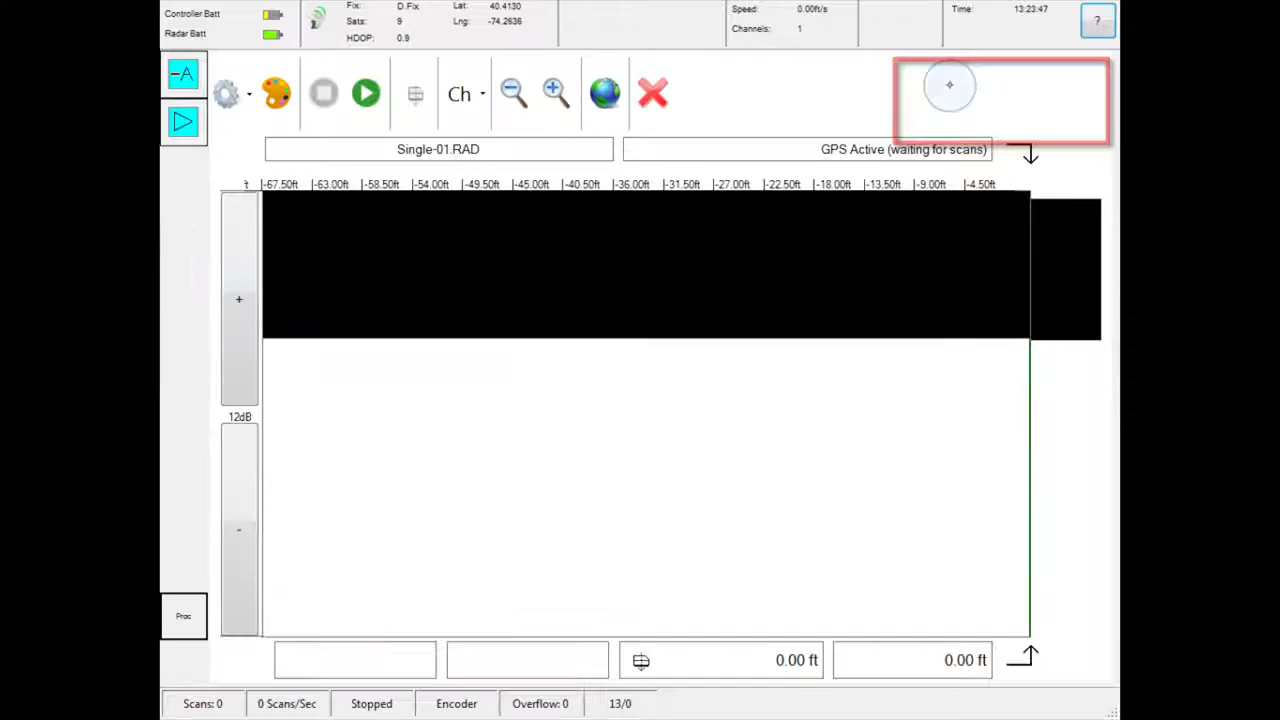 Controller Batt
Radar Batt
Fix: D.Fix
Sats: 9
HDOP: 0.9
Lat: 40.4130
Lng: -74.2636
Speed: 0.00ft/s
Channels: 1
Time: 13:23:47
?
-A
Ch
Single-01.RAD
GPS Active (waiting for scans)
t -67.50ft -63.00ft -58.50ft -54.00ft -49.50ft -45.00ft -40.50ft -36.00ft -31.50ft -27.00ft -22.50ft -18.00ft -13.50ft -9.00ft -4.50ft
+
12dB
-
Proc
0.00 ft
0.00 ft
Scans: 0
0 Scans/Sec
Stopped
Encoder
Overflow: 0
13/0